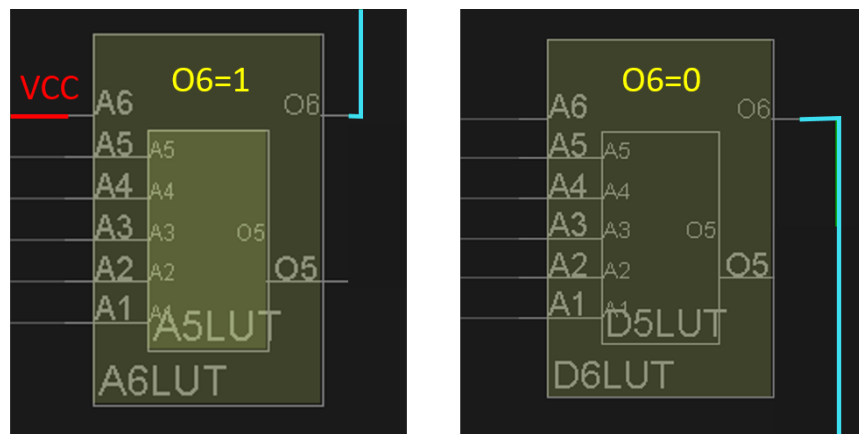 O6=1
VCC
A6 O6
A5 A5
A4 A4
A3 A3 O5
A2 A2 O5
A1 A1
A5LUT
A6LUT
O6=0
A6 O6
A5 A5
A4 A4
A3 A3 O5
A2 A2 O5
A1 A1
D5LUT
D6LUT